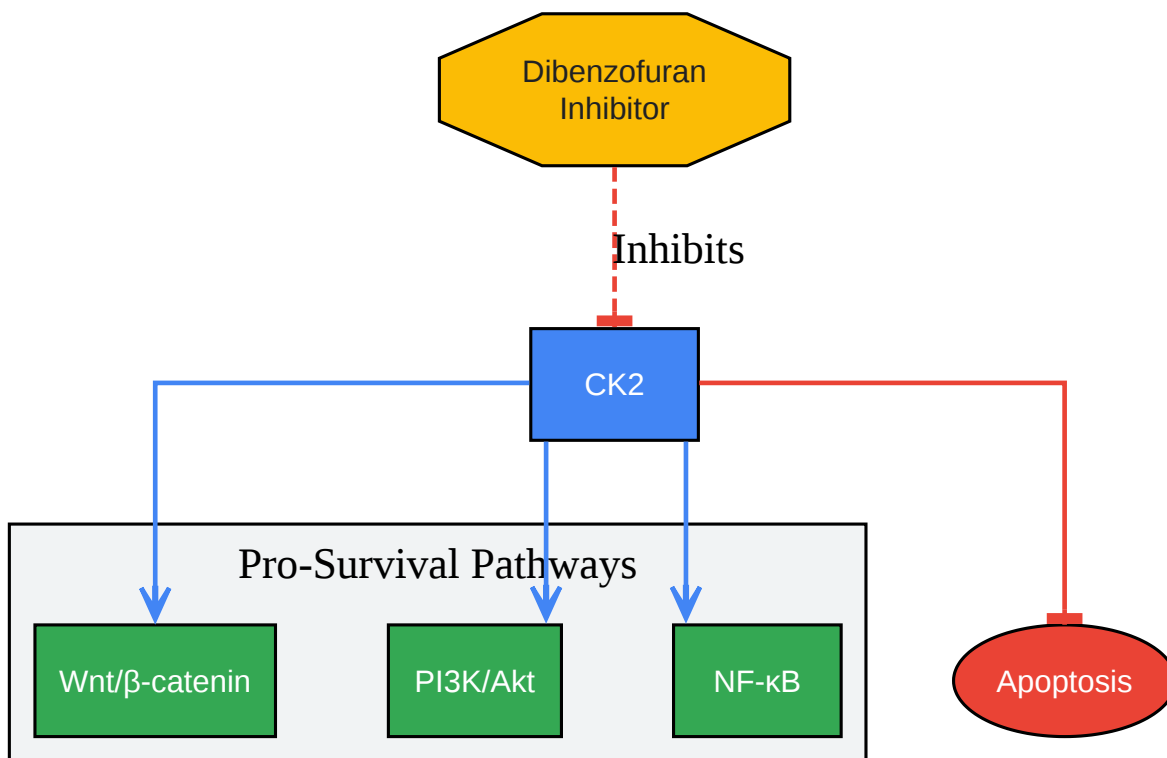 Dibenzofuran
Inhibitor
Inhibits
CK2
Pro-Survival Pathways
Wnt/β-catenin
PI3K/Akt
NF-κB
Apoptosis